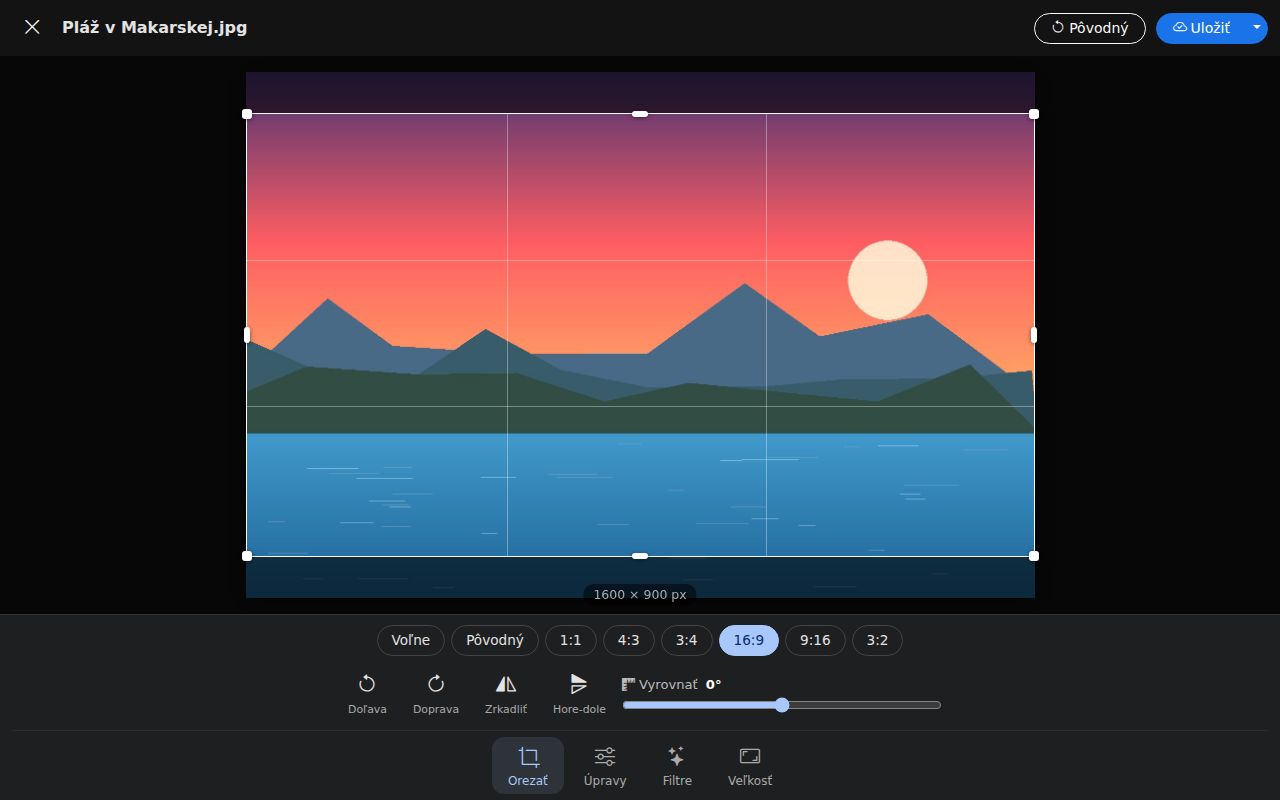 Pláž v Makarskej.jpg
Pôvodný
Uložiť
1600 × 900 px
Voľne
Pôvodný
1:1
4:3
3:4
16:9
9:16
3:2
Doľava
Doprava
Zrkadliť
Hore-dole
Vyrovnať 0°
Orezať
Úpravy
Filtre
Veľkosť